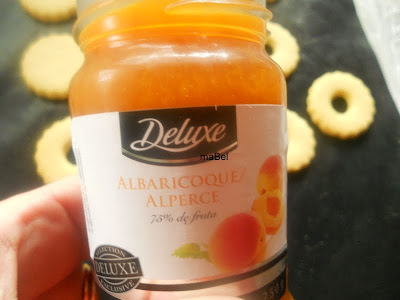 Deluxe
maBel
ALBARICOQUE/
ALPERCE
75% de fruta
DELUXE